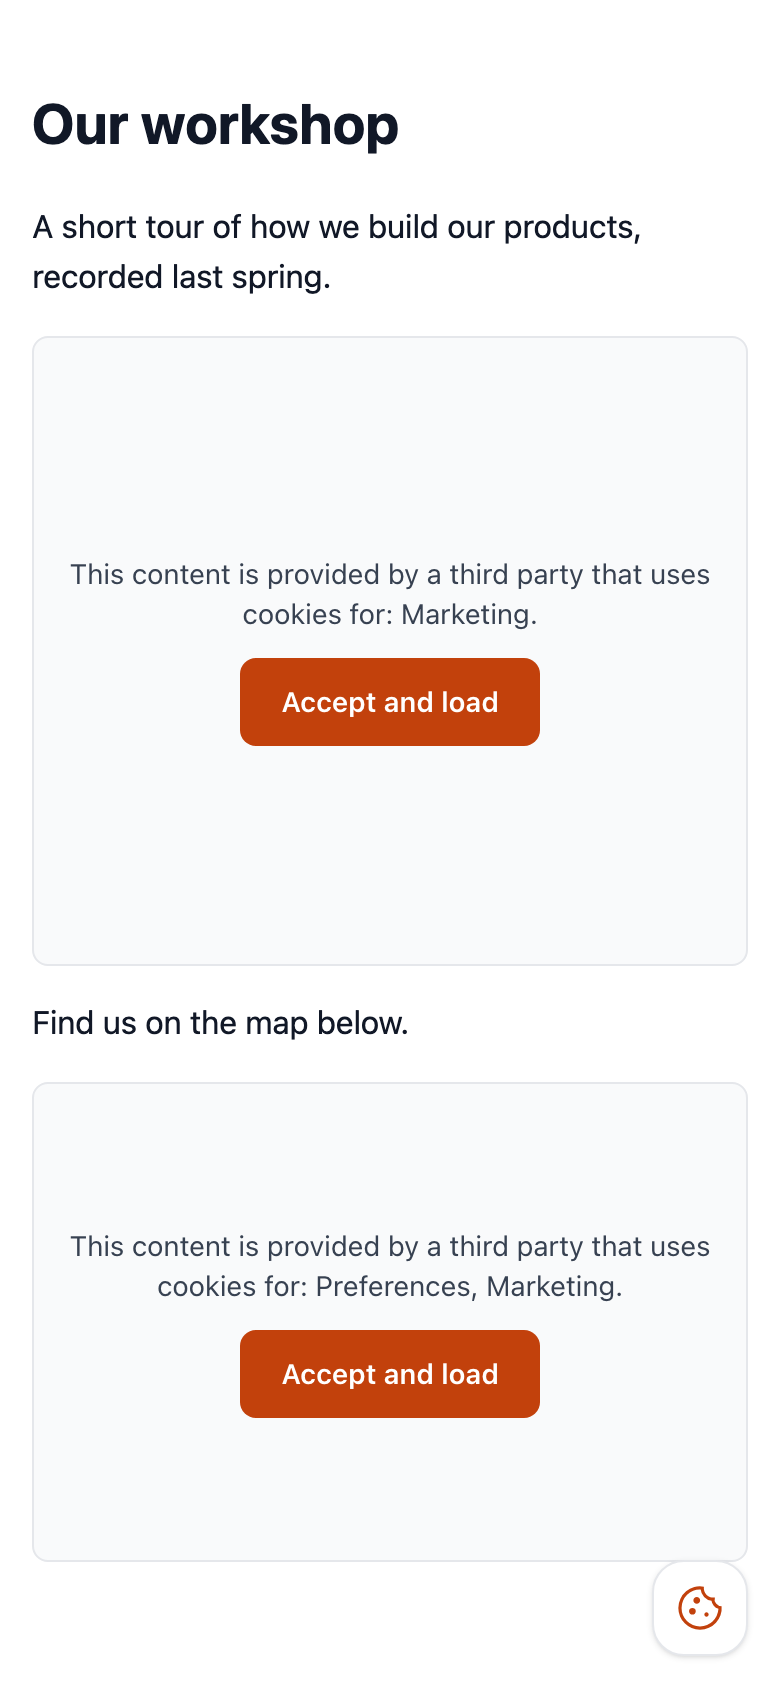 Our workshop
A short tour of how we build our products,
recorded last spring.
This content is provided by a third party that uses
cookies for: Marketing.
Accept and load
Find us on the map below.
This content is provided by a third party that uses
cookies for: Preferences, Marketing.
Accept and load